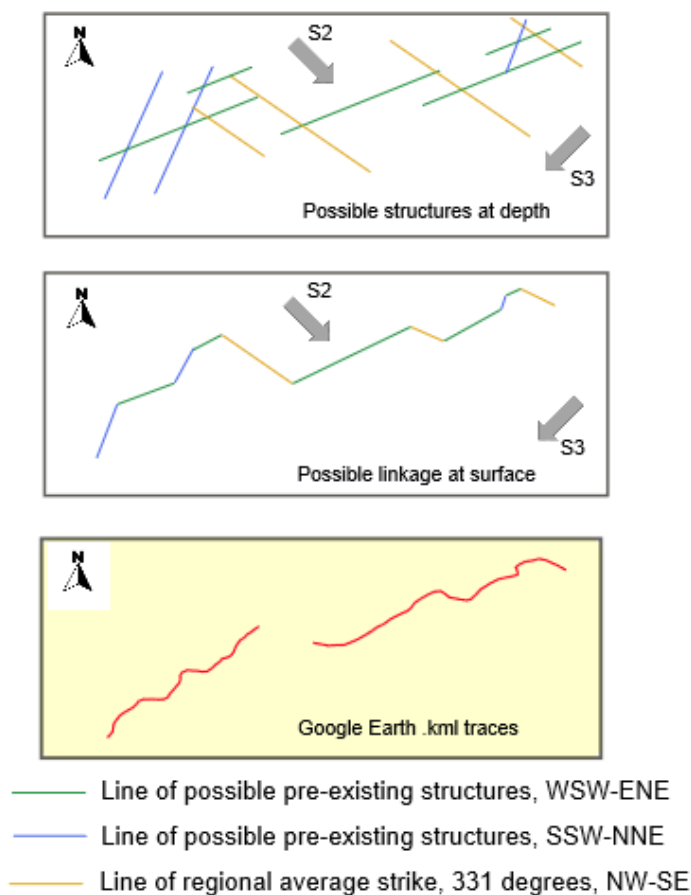 N
S2
S3
Possible structures at depth
N
S2
S3
Possible linkage at surface
N
Google Earth .kml traces
Line of possible pre-existing structures, WSW-ENE
Line of possible pre-existing structures, SSW-NNE
Line of regional average strike, 331 degrees, NW-SE